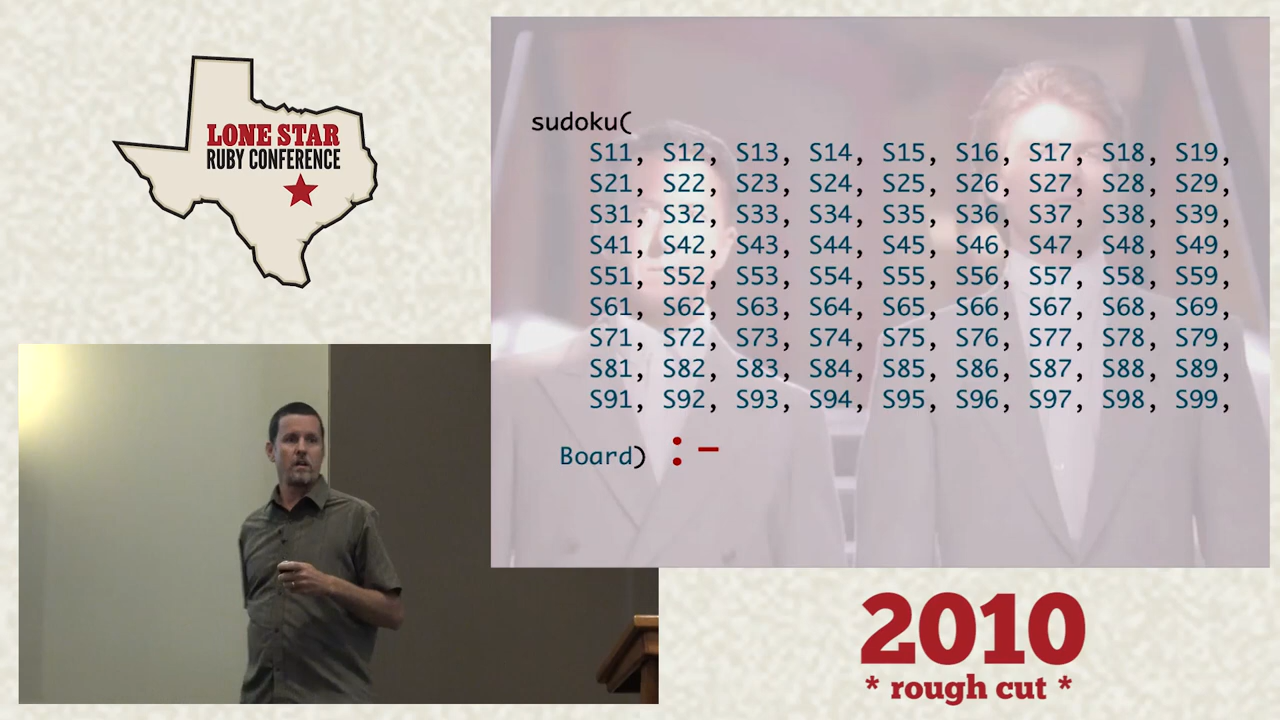 LONE STAR
RUBY CONFERENCE
sudoku(
S11, S12, S13, S14, S15, S16, S17, S18, S19,
S21, S22, S23, S24, S25, S26, S27, S28, S29,
S31, S32, S33, S34, S35, S36, S37, S38, S39,
S41, S42, S43, S44, S45, S46, S47, S48, S49,
S51, S52, S53, S54, S55, S56, S57, S58, S59,
S61, S62, S63, S64, S65, S66, S67, S68, S69,
S71, S72, S73, S74, S75, S76, S77, S78, S79,
S81, S82, S83, S84, S85, S86, S87, S88, S89,
S91, S92, S93, S94, S95, S96, S97, S98, S99,
Board) :-
2010
* rough cut *